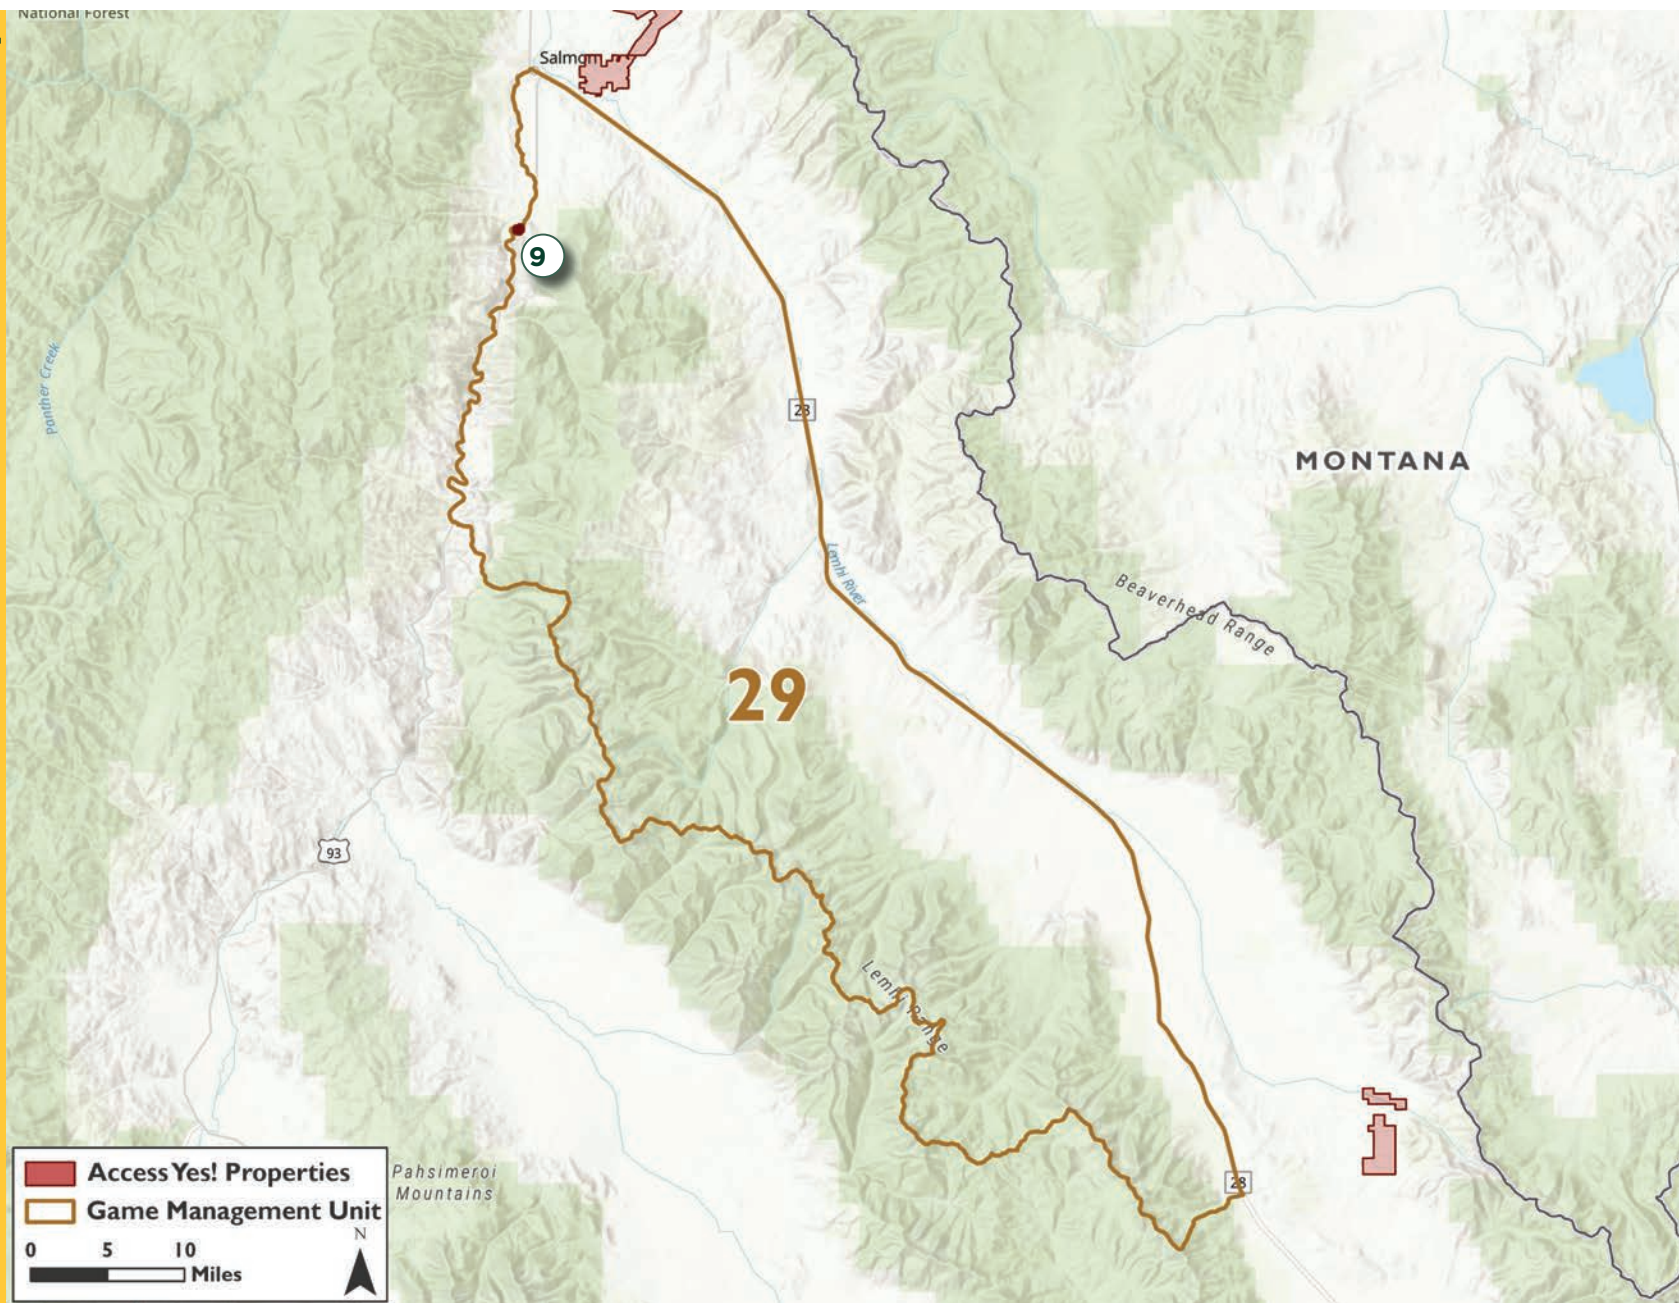 National Forest
Salmon
9
Panther Creek
28
MONTANA
Lemhi River
Beaverhead Range
29
93
Lemhi Range
28
Access Yes! Properties
Game Management Unit
0 5 10
Miles
N
Pahsimeroi
Mountains